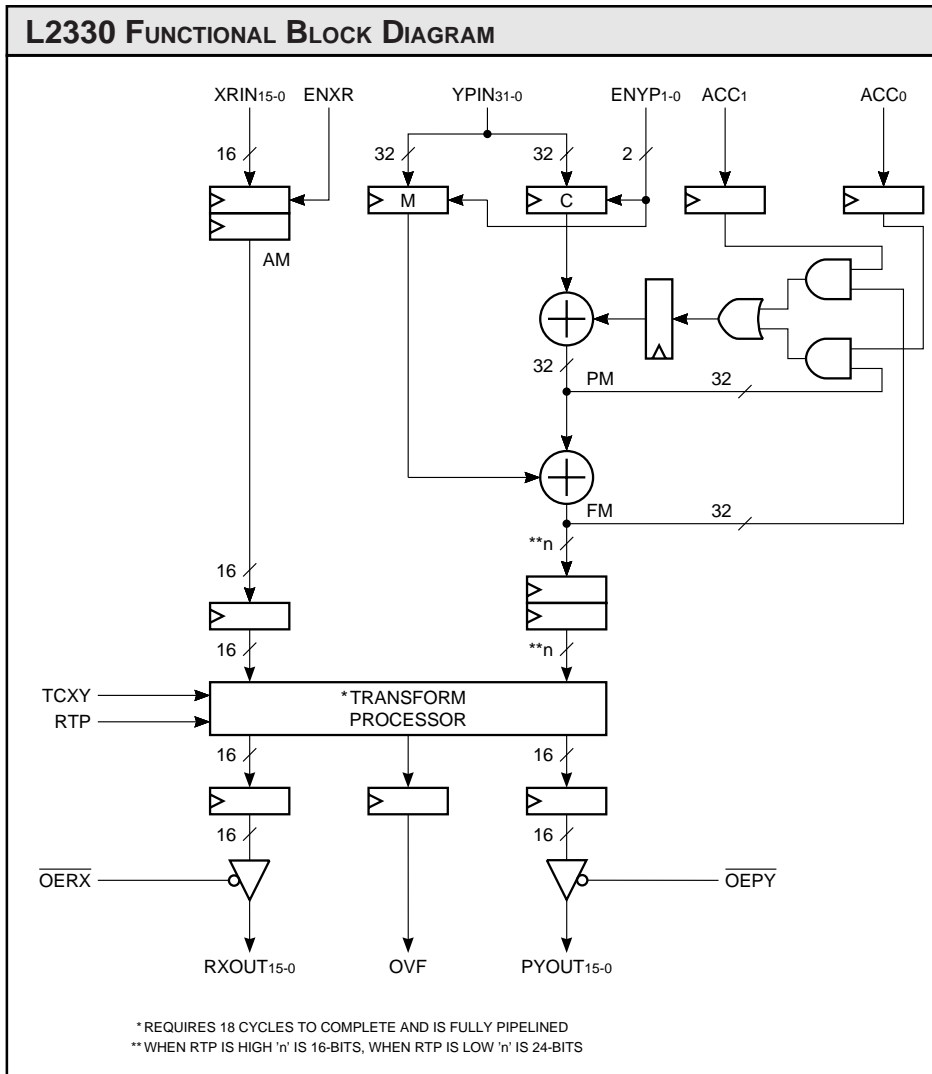 L2330 FUNCTIONAL BLOCK DIAGRAM
XRIN15-0 ENXR YPIN31-0 ENYP1-0 ACC1 ACC0
16 32 32 2
M C
AM
32 PM 32
FM 32
**n
16
16 **n
TCXY
RTP
*TRANSFORM
PROCESSOR
16 16
16 16
OERX OEPY
RXOUT15-0 OVF PYOUT15-0
* REQUIRES 18 CYCLES TO COMPLETE AND IS FULLY PIPELINED
** WHEN RTP IS HIGH 'n' IS 16-BITS, WHEN RTP IS LOW 'n' IS 24-BITS